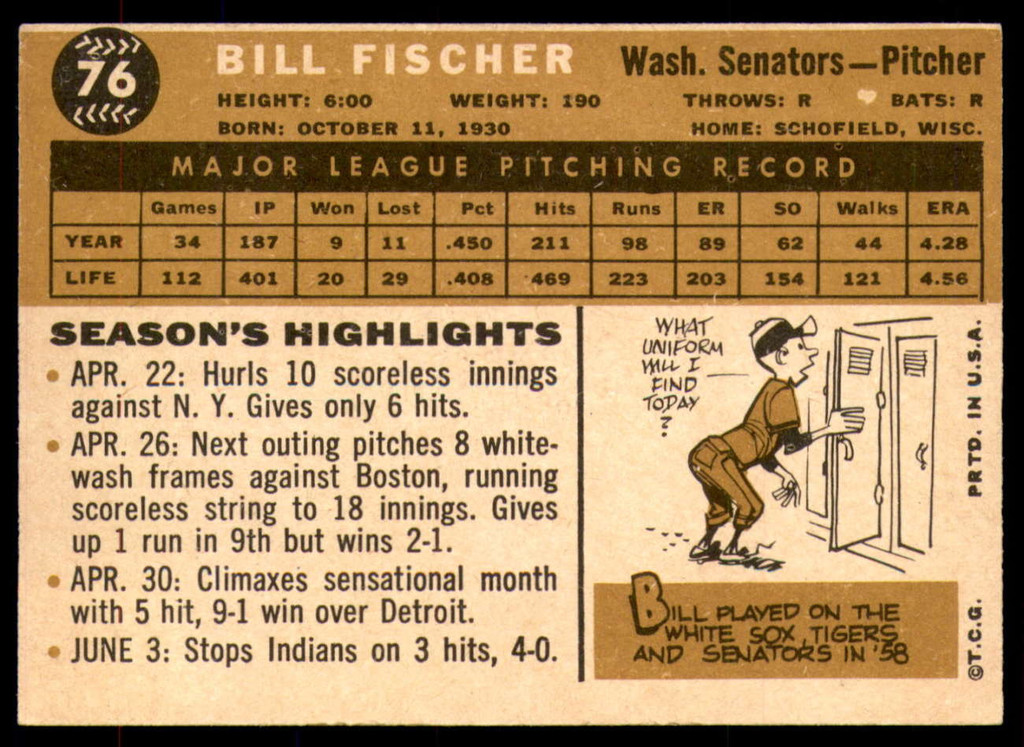 76
BILL FISCHER
Wash. Senators—Pitcher
HEIGHT: 6:00 WEIGHT: 190 THROWS: R BATS: R
BORN: OCTOBER 11, 1930 HOME: SCHOFIELD, WISC.
MAJOR LEAGUE PITCHING RECORD
Games IP Won Lost Pct Hits Runs ER SO Walks ERA
YEAR 34 187 9 11 .450 211 98 89 62 44 4.28
LIFE 112 401 20 29 .408 469 223 203 154 121 4.56
SEASON'S HIGHLIGHTS
• APR. 22: Hurls 10 scoreless innings
against N. Y. Gives only 6 hits.
• APR. 26: Next outing pitches 8 white-
wash frames against Boston, running
scoreless string to 18 innings. Gives
up 1 run in 9th but wins 2-1.
• APR. 30: Climaxes sensational month
with 5 hit, 9-1 win over Detroit.
• JUNE 3: Stops Indians on 3 hits, 4-0.
WHAT
UNIFORM
WILL I
FIND
TODAY
?
BILL PLAYED ON THE
WHITE SOX, TIGERS
AND SENATORS IN '58
PRTD. IN U.S.A.
©T.C.G.